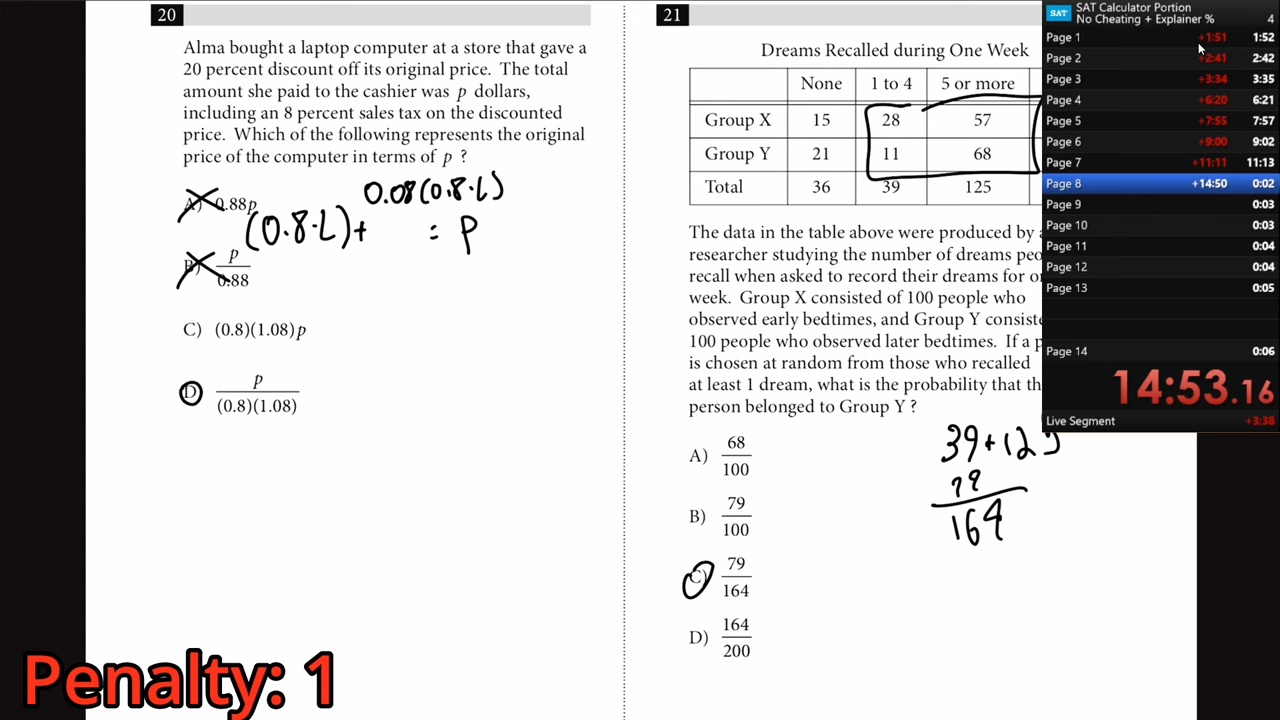 20
Alma bought a laptop computer at a store that gave a
20 percent discount off its original price. The total
amount she paid to the cashier was p dollars,
including an 8 percent sales tax on the discounted
price. Which of the following represents the original
price of the computer in terms of p ?
A) 0.88p
0.08(0.8·L)
(0.8·L)+ = P
B) p
0.88
C) (0.8)(1.08)p
D) p
(0.8)(1.08)
21
Dreams Recalled during One Week
None 1 to 4 5 or more
Group X 15 28 57
Group Y 21 11 68
Total 36 39 125
The data in the table above were produced by a
researcher studying the number of dreams peo
recall when asked to record their dreams for o
week. Group X consisted of 100 people who
observed early bedtimes, and Group Y consist
100 people who observed later bedtimes. If a p
is chosen at random from those who recalled
at least 1 dream, what is the probability that th
person belonged to Group Y ?
A) 68
100
B) 79
100
C) 79
164
D) 164
200
39+125
79
164
SAT SAT Calculator Portion
No Cheating + Explainer % 4
Page 1 +1:51 1:52
Page 2 +2:41 2:42
Page 3 +3:34 3:35
Page 4 +6:20 6:21
Page 5 +7:55 7:57
Page 6 +9:00 9:02
Page 7 +11:11 11:13
Page 8 +14:50 0:02
Page 9 0:03
Page 10 0:03
Page 11 0:04
Page 12 0:04
Page 13 0:05
Page 14 0:06
14:53.16
Live Segment +3:38
Penalty: 1